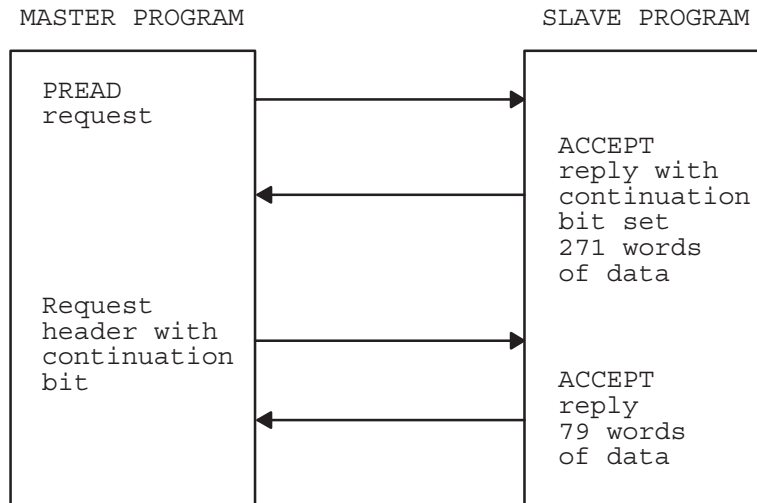 MASTER PROGRAM
SLAVE PROGRAM
PREAD
request
ACCEPT
reply with
continuation
bit set
271 words
of data
Request
header with
continuation
bit
ACCEPT
reply
79 words
of data